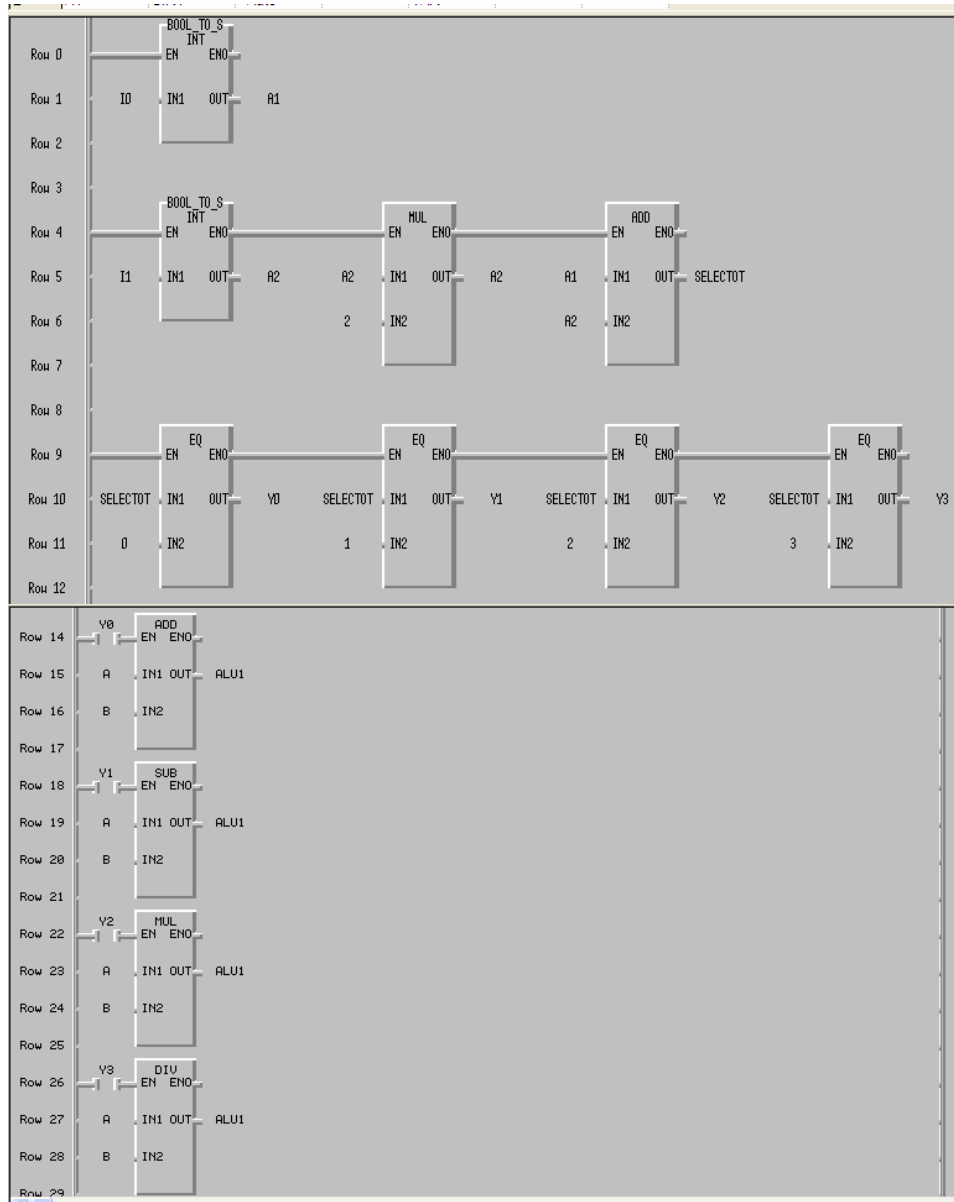 BOOL_TO_S
INT
Row 0 EN ENO
Row 1 I0 IN1 OUT A1
Row 2
Row 3
BOOL_TO_S
INT MUL ADD
Row 4 EN ENO EN ENO EN ENO
Row 5 I1 IN1 OUT A2 A2 IN1 OUT A2 A1 IN1 OUT SELECTOT
Row 6 2 IN2 A2 IN2
Row 7
Row 8
EQ EQ EQ EQ
Row 9 EN ENO EN ENO EN ENO EN ENO
Row 10 SELECTOT IN1 OUT Y0 SELECTOT IN1 OUT Y1 SELECTOT IN1 OUT Y2 SELECTOT IN1 OUT Y3
Row 11 0 IN2 1 IN2 2 IN2 3 IN2
Row 12
Y0 ADD
Row 14 EN ENO
Row 15 A IN1 OUT ALU1
Row 16 B IN2
Row 17
Y1 SUB
Row 18 EN ENO
Row 19 A IN1 OUT ALU1
Row 20 B IN2
Row 21
Y2 MUL
Row 22 EN ENO
Row 23 A IN1 OUT ALU1
Row 24 B IN2
Row 25
Y3 DIV
Row 26 EN ENO
Row 27 A IN1 OUT ALU1
Row 28 B IN2
Row 29